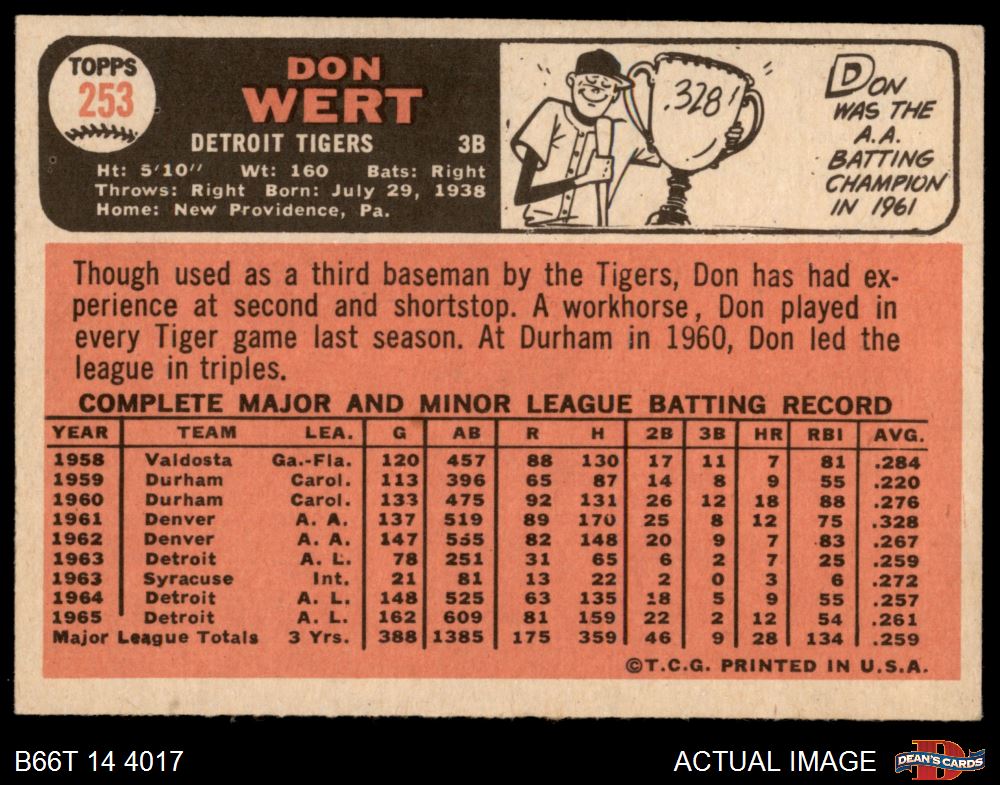 TOPPS
253
DON
WERT
DETROIT TIGERS 3B
Ht: 5'10" Wt: 160 Bats: Right
Throws: Right Born: July 29, 1938
Home: New Providence, Pa.
.328!
DON
WAS THE
A.A.
BATTING
CHAMPION
IN 1961
Though used as a third baseman by the Tigers, Don has had ex-
perience at second and shortstop. A workhorse, Don played in
every Tiger game last season. At Durham in 1960, Don led the
league in triples.
COMPLETE MAJOR AND MINOR LEAGUE BATTING RECORD
YEAR TEAM LEA. G AB R H 2B 3B HR RBI AVG.
1958 Valdosta Ga.-Fla. 120 457 88 130 17 11 7 81 .284
1959 Durham Carol. 113 396 65 87 14 8 9 55 .220
1960 Durham Carol. 133 475 92 131 26 12 18 88 .276
1961 Denver A. A. 137 519 89 170 25 8 12 75 .328
1962 Denver A. A. 147 555 82 148 20 9 7 83 .267
1963 Detroit A. L. 78 251 31 65 6 2 7 25 .259
1963 Syracuse Int. 21 81 13 22 2 0 3 6 .272
1964 Detroit A. L. 148 525 63 135 18 5 9 55 .257
1965 Detroit A. L. 162 609 81 159 22 2 12 54 .261
Major League Totals 3 Yrs. 388 1385 175 359 46 9 28 134 .259
©T.C.G. PRINTED IN U.S.A.
B66T 14 4017 ACTUAL IMAGE DEAN'S CARDS